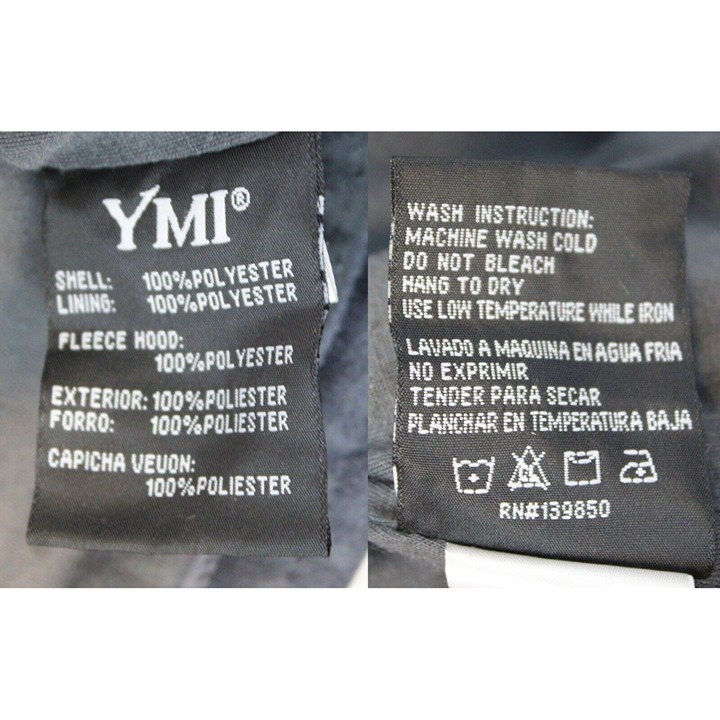 YMI®
SHELL: 100%POLYESTER
LINING: 100%POLYESTER
FLEECE HOOD:
100%POLYESTER
EXTERIOR: 100%POLIESTER
FORRO: 100%POLIESTER
CAPICHA VEUON:
100%POLIESTER
WASH INSTRUCTION:
MACHINE WASH COLD
DO NOT BLEACH
HANG TO DRY
USE LOW TEMPERATURE WHILE IRON
LAVADO A MAQUINA EN AGUA FRIA
NO EXPRIMIR
TENDER PARA SECAR
PLANCHAR EN TEMPERATURA BAJA
RN#139850